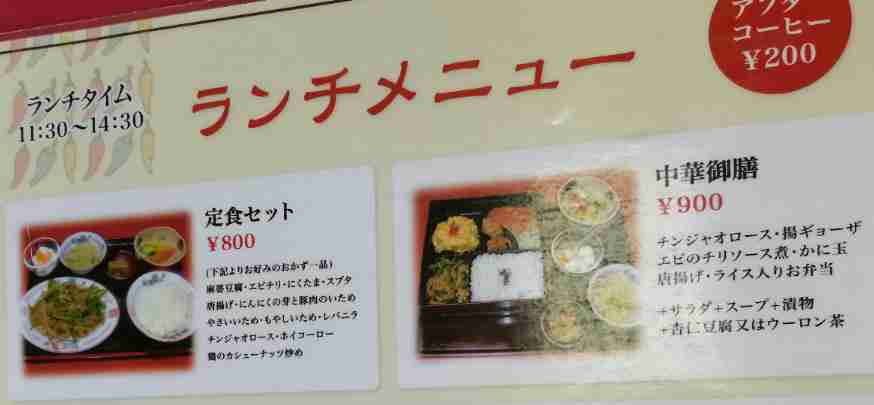 ランチタイム
11:30～14:30
ランチメニュー
コーヒー
￥200
定食セット
￥800
(下記よりお好みのおかず一品)
麻婆豆腐・エビチリ・にくたま・スブタ
唐揚げ・にんにくの芽と豚肉のいため
やさいいため・もやしいため・レバニラ
チンジャオロース・ホイコーロー
鶏のカシューナッツ炒め
中華御膳
￥900
チンジャオロース・揚ギョーザ
エビのチリソース煮・かに玉
唐揚げ・ライス入りお弁当
+サラダ+スープ+漬物
+杏仁豆腐又はウーロン茶